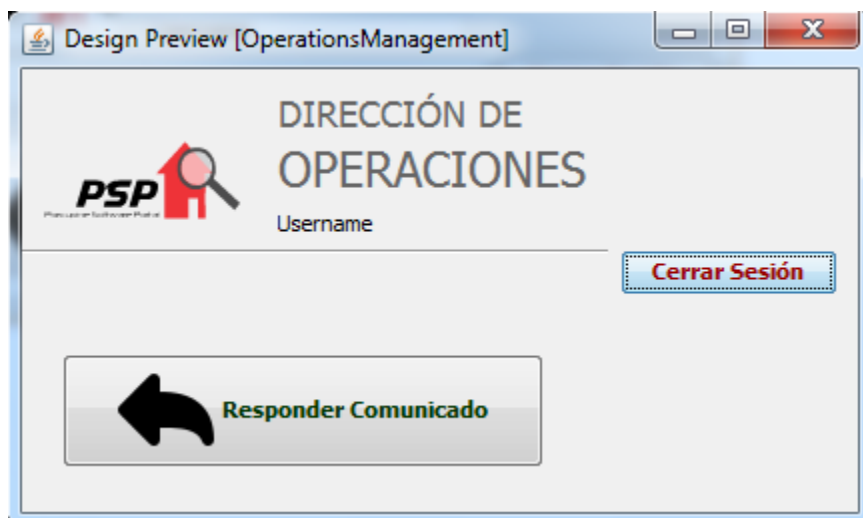 Design Preview [OperationsManagement]
DIRECCIÓN DE
OPERACIONES
PSP
Username
Cerrar Sesión
Responder Comunicado